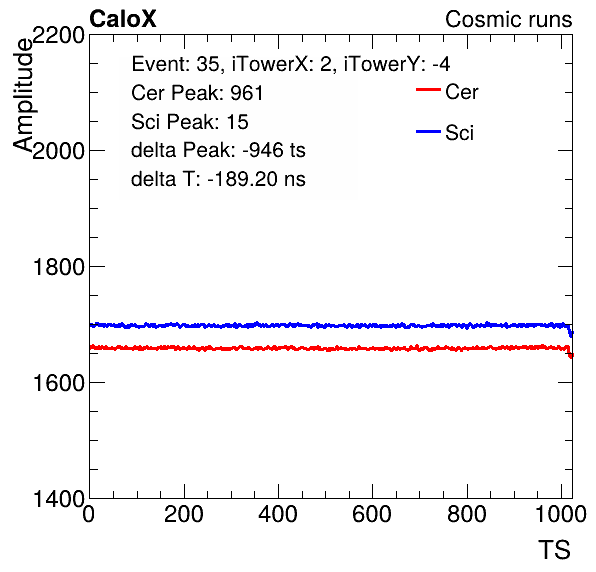 CaloX
Cosmic runs
Amplitude
2200
2000
1800
1600
1400
Event: 35, iTowerX: 2, iTowerY: -4
Cer Peak: 961
Sci Peak: 15
delta Peak: -946 ts
delta T: -189.20 ns
Cer
Sci
0
200
400
600
800
1000
TS